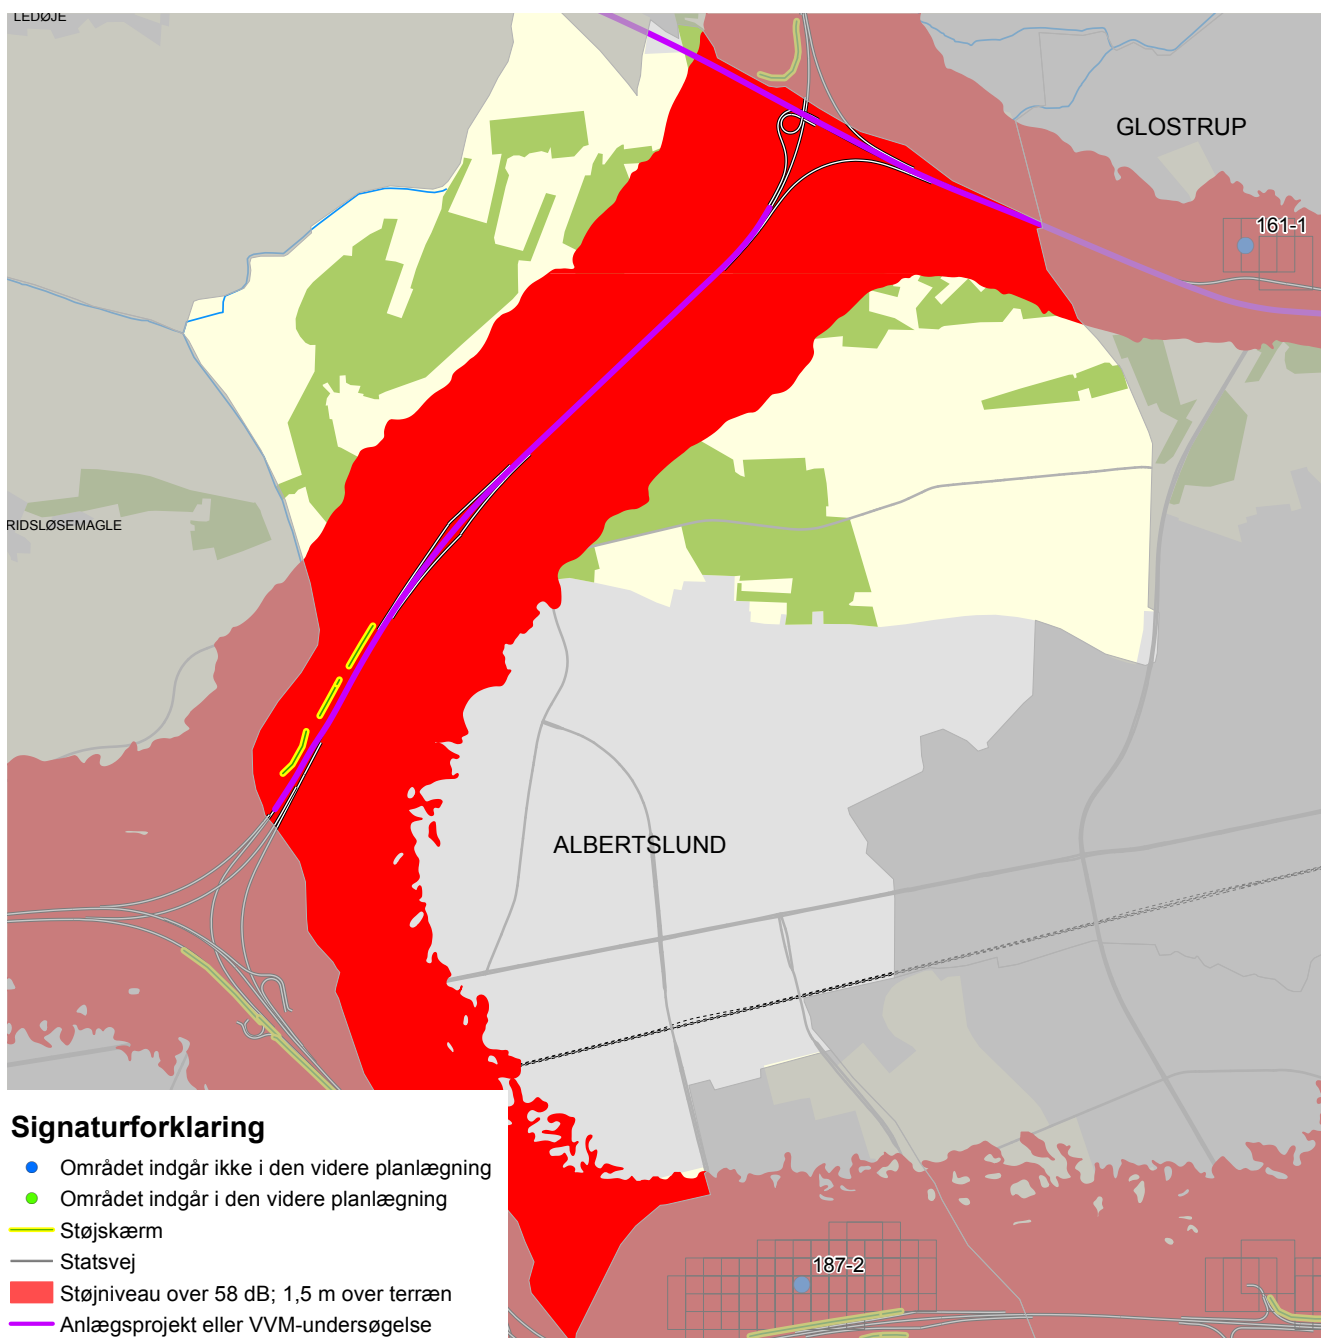 LEDØJE
GLOSTRUP
161-1
RIDSLØSEMAGLE
ALBERTSLUND
187-2
Signaturforklaring
Området indgår ikke i den videre planlægning
Området indgår i den videre planlægning
Støjskærm
Statsvej
Støjniveau over 58 dB; 1,5 m over terræn
Anlægsprojekt eller VVM-undersøgelse